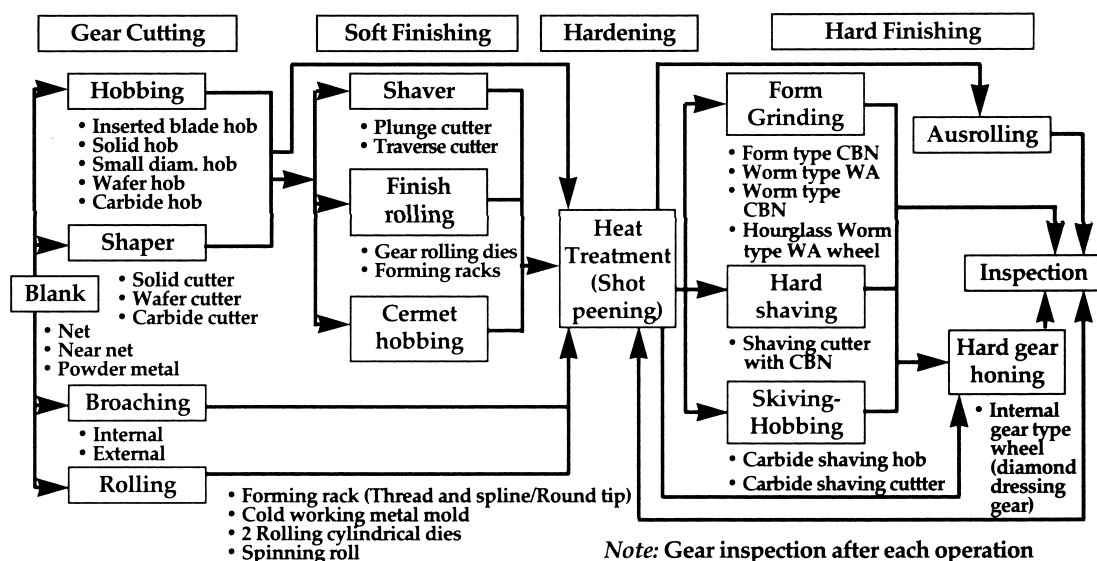 Gear Cutting
Soft Finishing
Hardening
Hard Finishing
Hobbing
• Inserted blade hob
• Solid hob
• Small diam. hob
• Wafer hob
• Carbide hob
Shaper
• Solid cutter
• Wafer cutter
• Carbide cutter
Blank
• Net
• Near net
• Powder metal
Broaching
• Internal
• External
Rolling
• Forming rack (Thread and spline/Round tip)
• Cold working metal mold
• 2 Rolling cylindrical dies
• Spinning roll
Shaver
• Plunge cutter
• Traverse cutter
Finish
rolling
• Gear rolling dies
• Forming racks
Cermet
hobbing
Heat
Treatment
(Shot
peening)
Form
Grinding
• Form type CBN
• Worm type WA
• Worm type
CBN
• Hourglass Worm
type WA wheel
Hard
shaving
• Shaving cutter
with CBN
Skiving-
Hobbing
• Carbide shaving hob
• Carbide shaving cuttter
Ausrolling
Inspection
Hard gear
honing
• Internal
gear type
wheel
(diamond
dressing
gear)
Note: Gear inspection after each operation